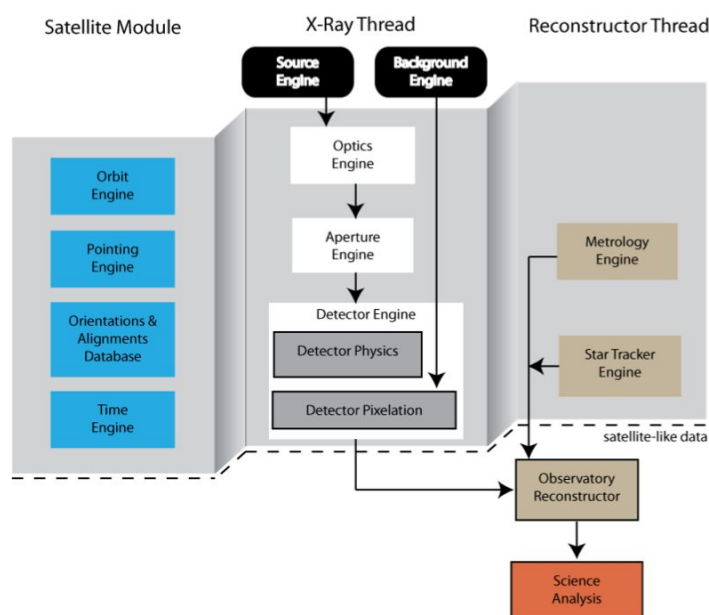 Satellite Module
X-Ray Thread
Reconstructor Thread
Source
Engine
Background
Engine
Optics
Engine
Orbit
Engine
Aperture
Engine
Metrology
Engine
Pointing
Engine
Detector Engine
Orientations &
Alignments
Database
Detector Physics
Star Tracker
Engine
Time
Engine
Detector Pixelation
satellite-like data
Observatory
Reconstructor
Science
Analysis